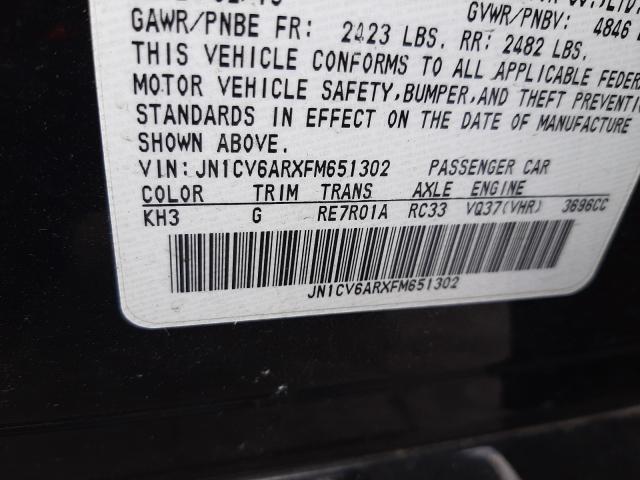 GVWR/PNBV: 4846
GAWR/PNBE FR: 2423 LBS. RR: 2482 LBS.
THIS VEHICLE CONFORMS TO ALL APPLICABLE
MOTOR VEHICLE SAFETY, BUMPER, AND THEFT
STANDARDS IN EFFECT ON THE DATE OF MANUFACTURE
SHOWN ABOVE.
VIN: JN1CV6ARXFM651302 PASSENGER CAR
COLOR TRIM TRANS AXLE ENGINE
KH3 G RE7R01A RC33 VQ37(VHR) 3696CC
JN1CV6ARXFM651302